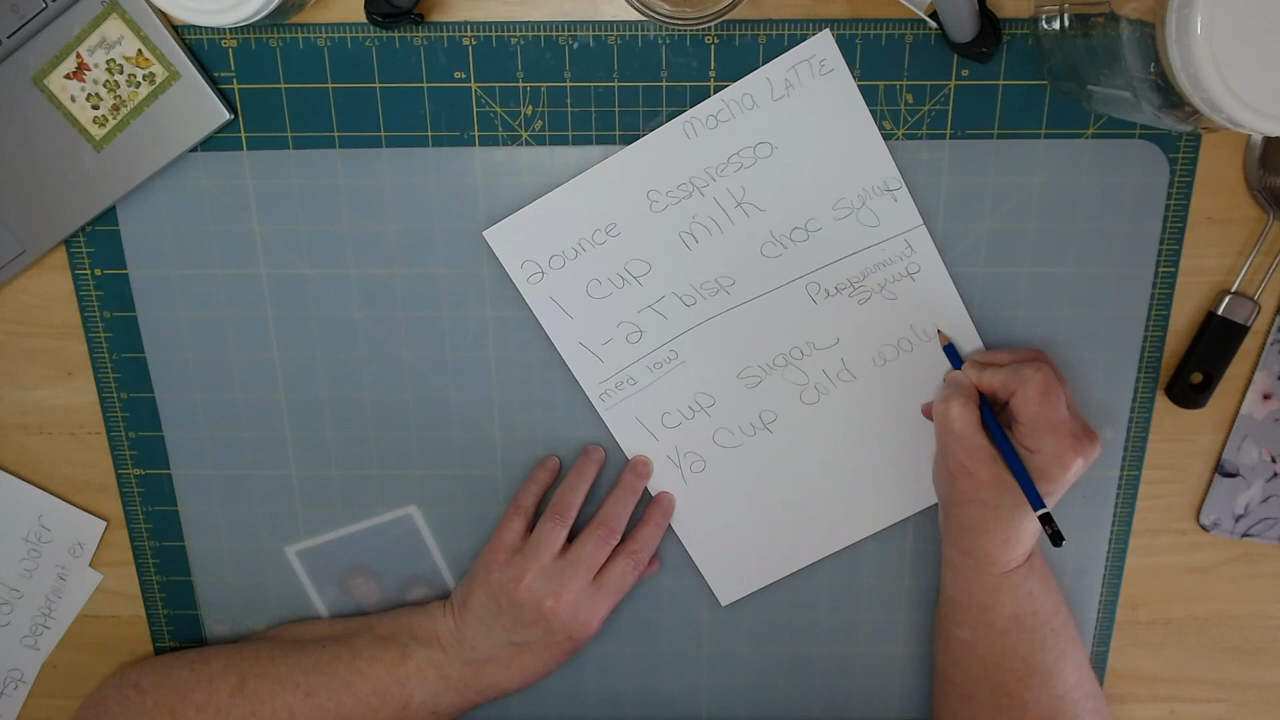 Mocha LATTE
2ounce Esspresso.
1 cup milk
1-2 Tblsp choc syrup
med low
Peppermint
Syrup
1 cup sugar
1/2 cup cold wate
cold water
tsp peppermint ex